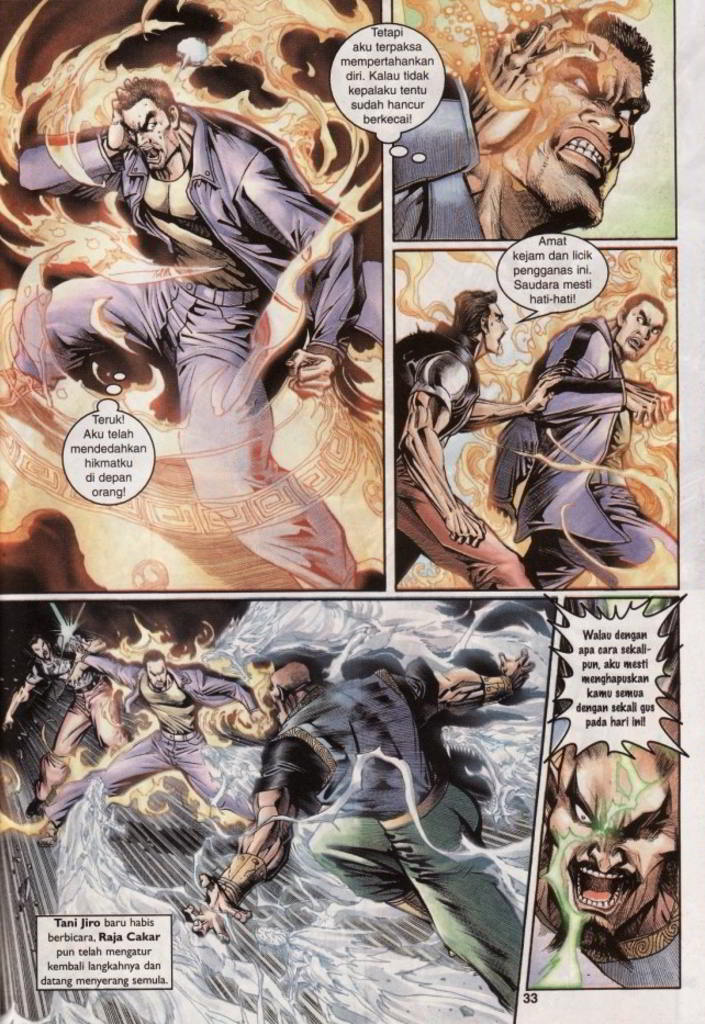 Teruk!
Aku telah
mendedahkan
hikmatku
di depan
orang!
Tetapi
aku terpaksa
mempertahankan
diri. Kalau tidak
kepalaku tentu
sudah hancur
berkecai!
Amat
kejam dan licik
pengganas ini.
Saudara mesti
hati-hati!
Tani Jiro baru habis
berbicara, Raja Cakar
pun telah mengatur
kembali langkahnya dan
datang menyerang semula.
Walau dengan
apa cara sekali-
pun, aku mesti
menghapuskan
kamu semua
dengan sekali gus
pada hari ini!
33